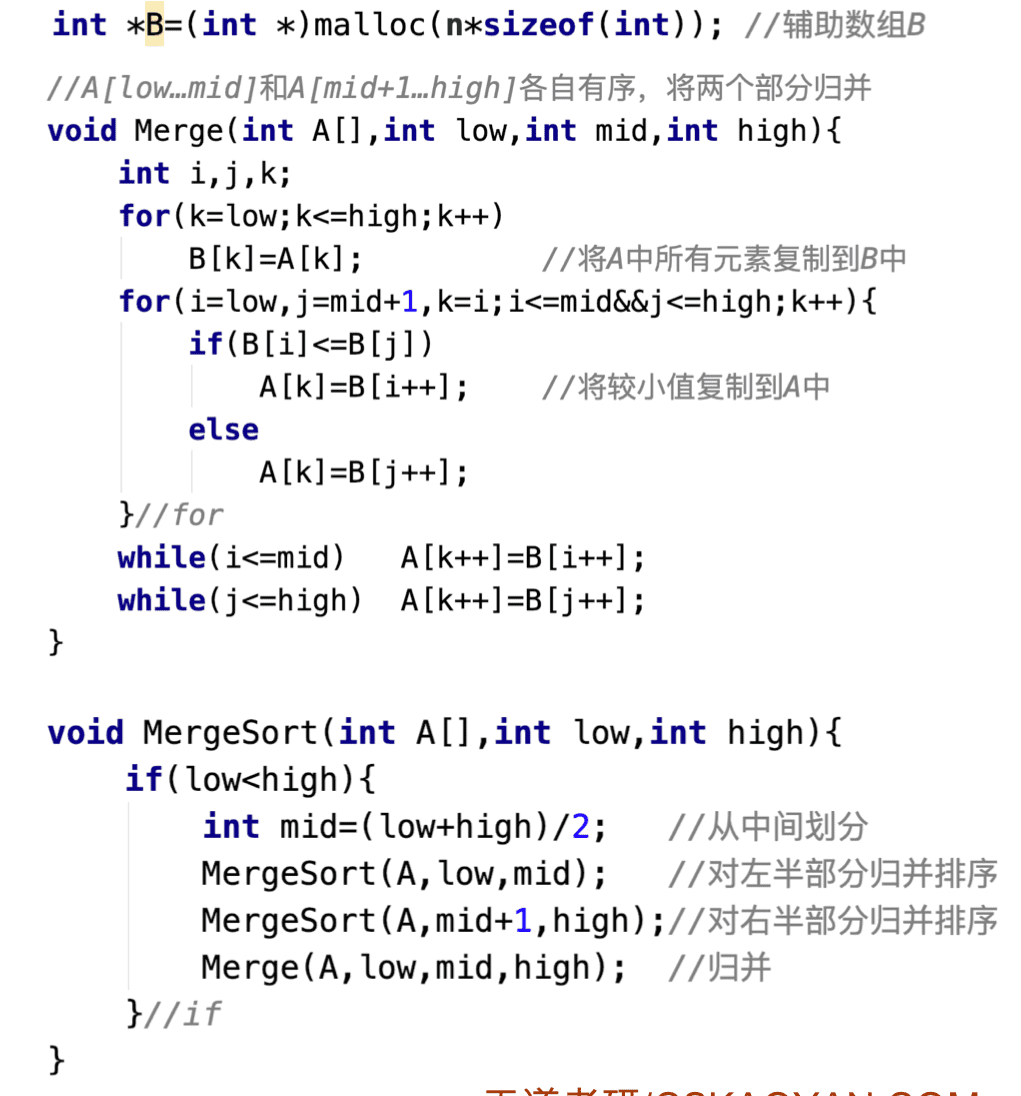 int *B=(int *)malloc(n*sizeof(int)); //辅助数组B
//A[low…mid]和A[mid+1…high]各自有序，将两个部分归并
void Merge(int A[],int low,int mid,int high){
int i,j,k;
for(k=low;k<=high;k++)
B[k]=A[k]; //将A中所有元素复制到B中
for(i=low,j=mid+1,k=i;i<=mid&&j<=high;k++){
if(B[i]<=B[j])
A[k]=B[i++]; //将较小值复制到A中
else
A[k]=B[j++];
}//for
while(i<=mid) A[k++]=B[i++];
while(j<=high) A[k++]=B[j++];
}
void MergeSort(int A[],int low,int high){
if(low<high){
int mid=(low+high)/2; //从中间划分
MergeSort(A,low,mid); //对左半部分归并排序
MergeSort(A,mid+1,high);//对右半部分归并排序
Merge(A,low,mid,high); //归并
}//if
}